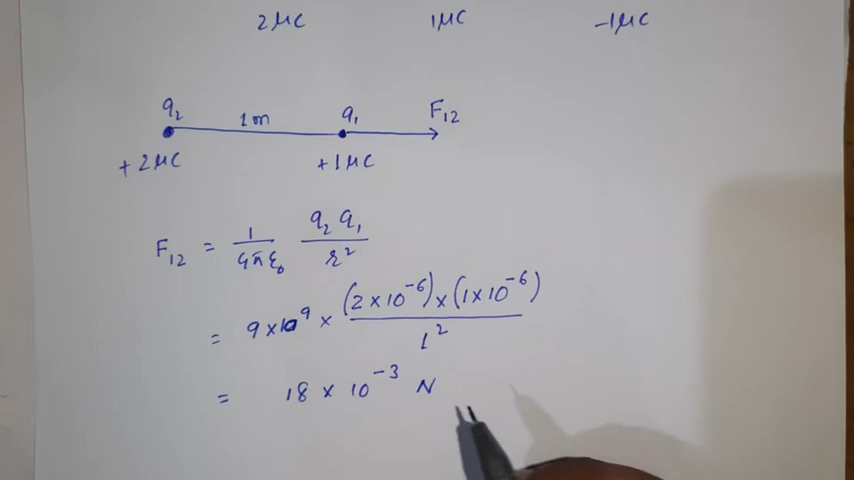 2μC 1μC -1μC
q₂ 1m q₁ F₁₂
+2μC +1μC
F₁₂ = 1/4πε₀ q₂ q₁/r²
= 9×10⁹ × (2×10⁻⁶)×(1×10⁻⁶)/1²
= 18 × 10⁻³ N